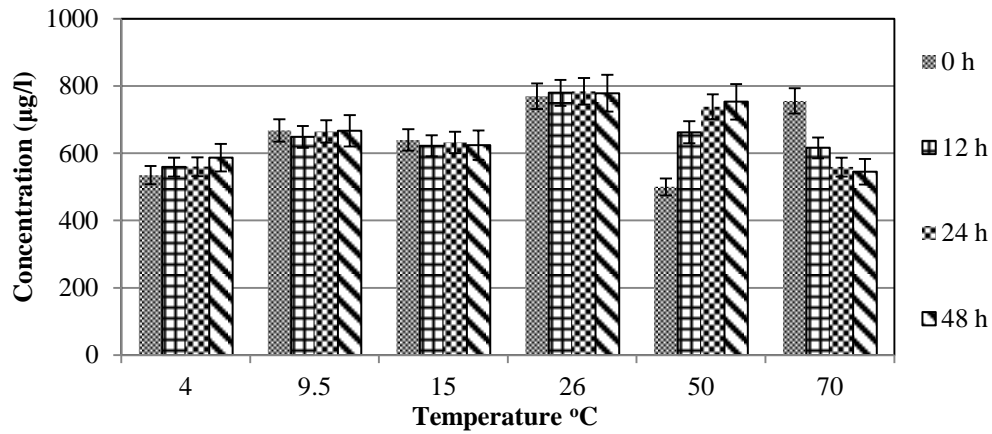 1000
800
600
400
200
0
Concentration (µg/l)
4 9.5 15 26 50 70
Temperature ºC
0 h
12 h
24 h
48 h